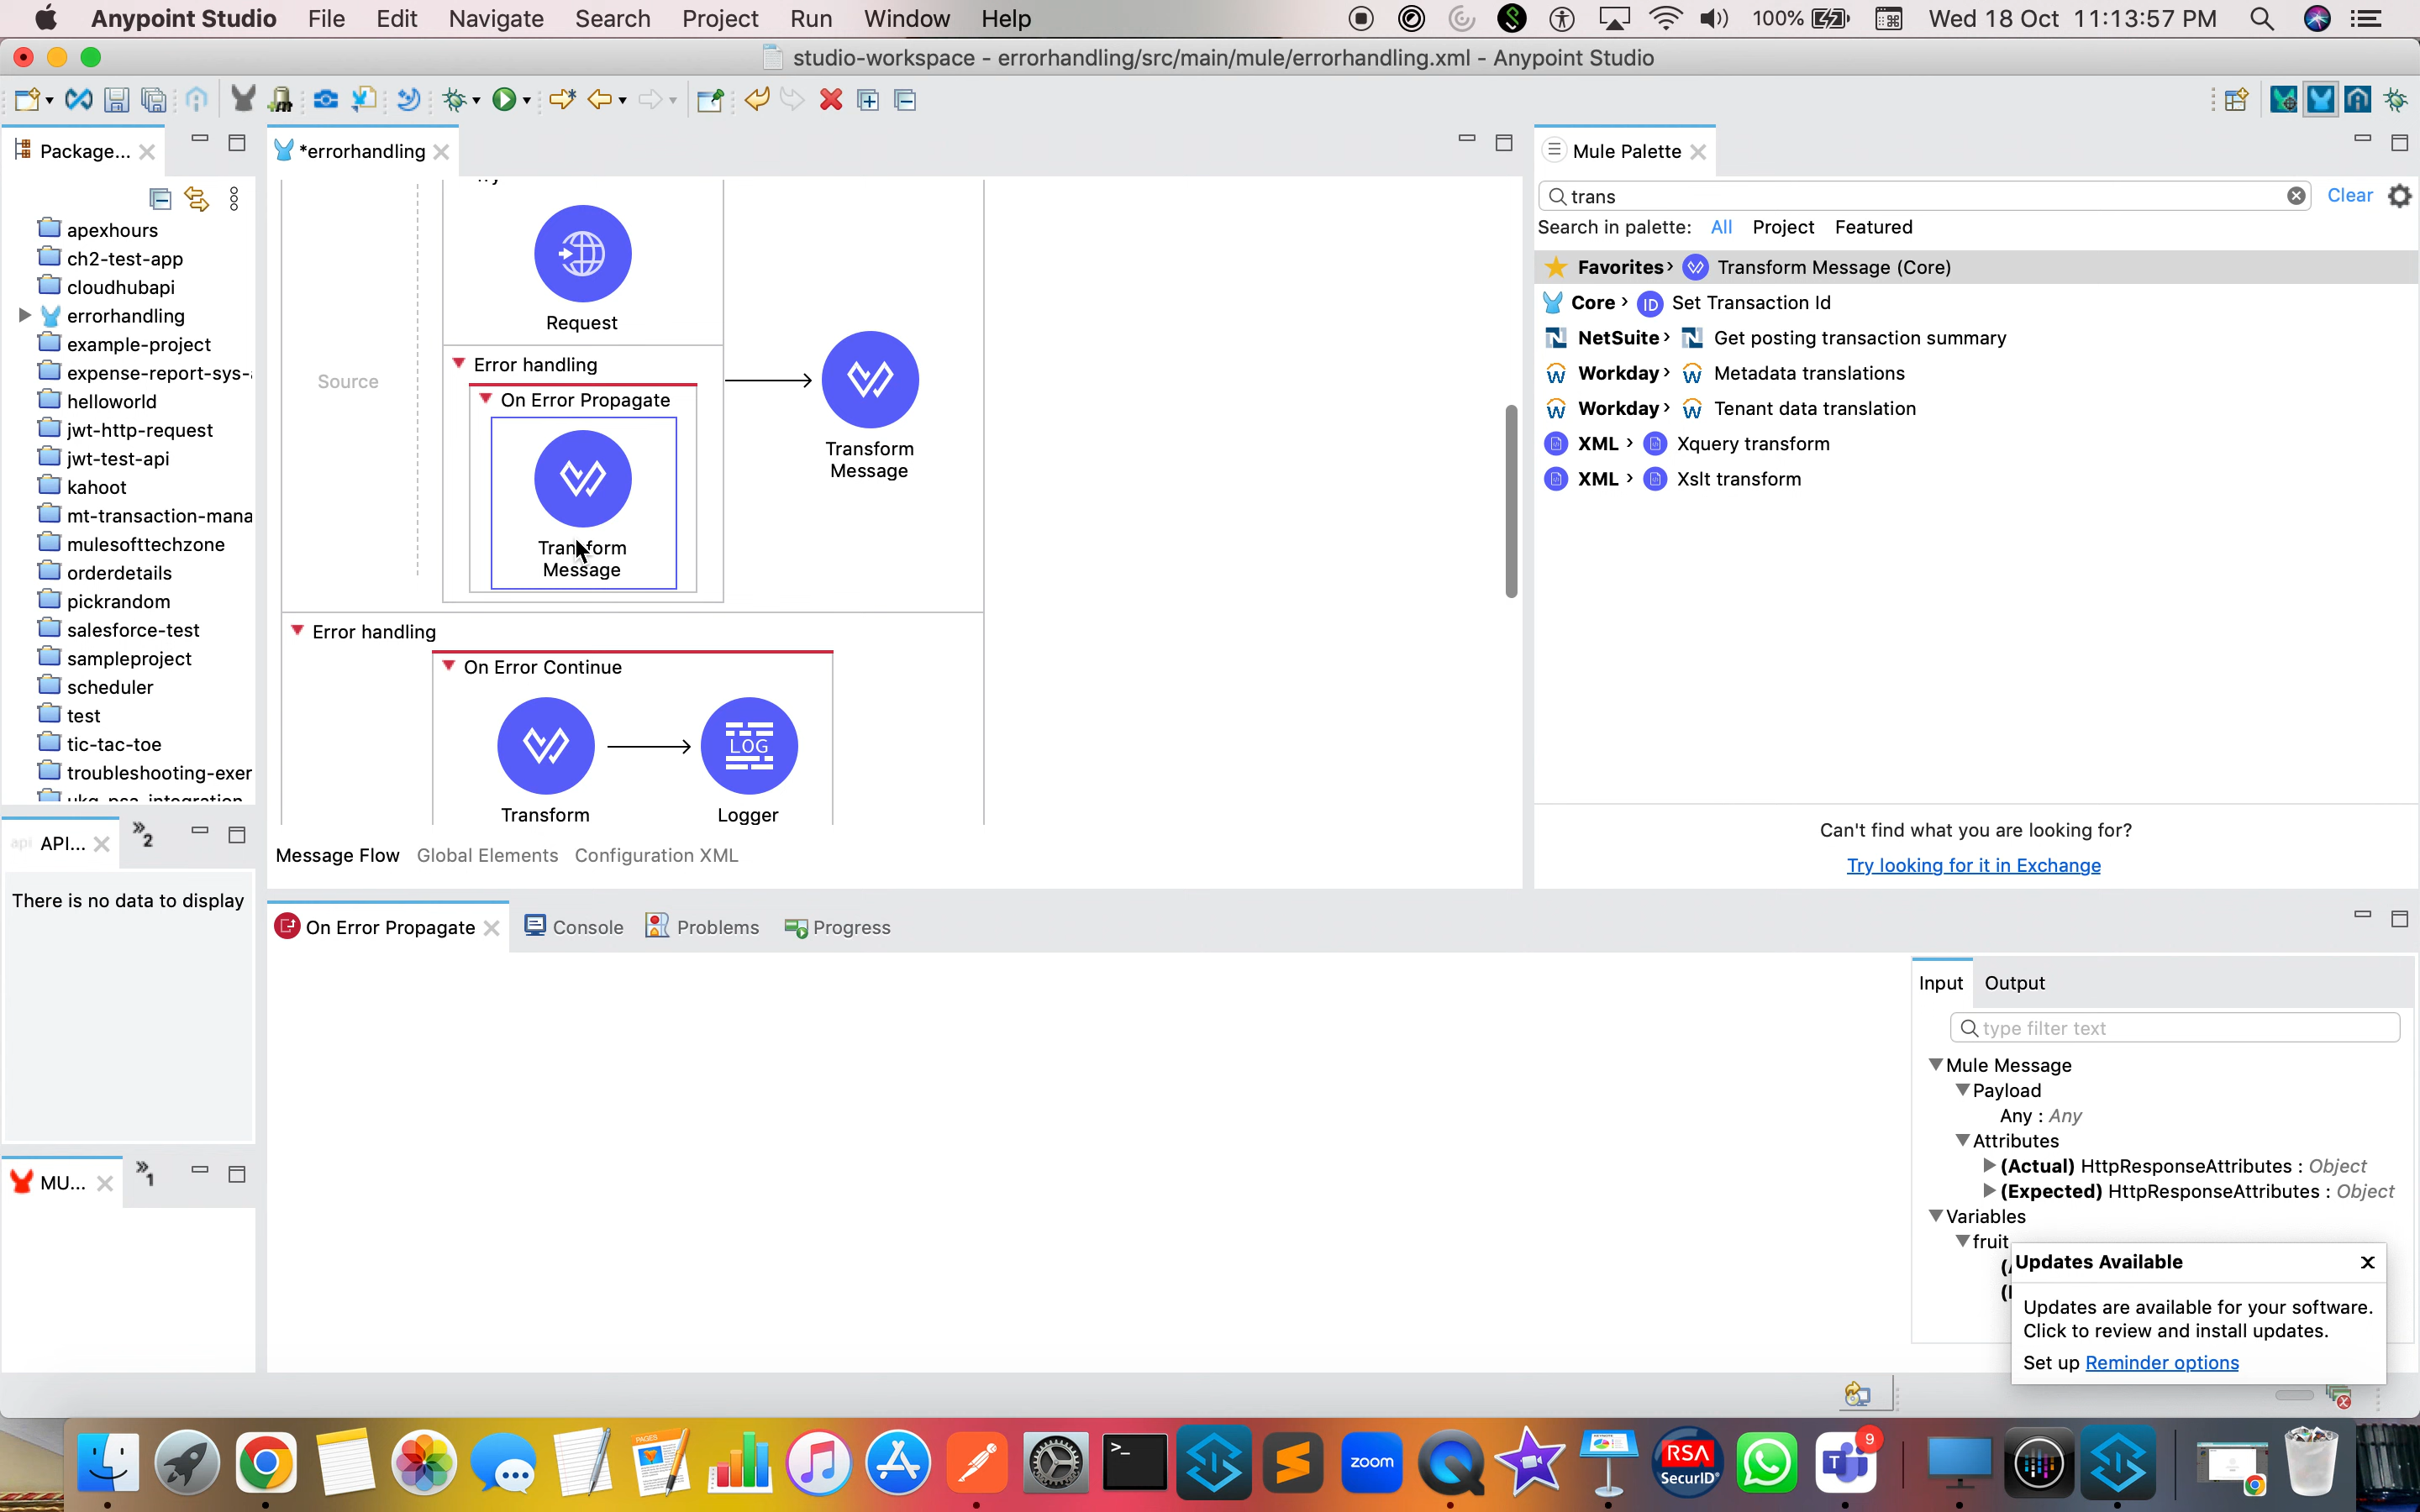 Anypoint Studio File Edit Navigate Search Project Run Window Help 100% Wed 18 Oct 11:13:57 PM
studio-workspace - errorhandling/src/main/mule/errorhandling.xml - Anypoint Studio
Package...
apexhours
ch2-test-app
cloudhubapi
errorhandling
example-project
expense-report-sys-
helloworld
jwt-http-request
jwt-test-api
kahoot
mt-transaction-mana
mulesofttechzone
orderdetails
pickrandom
salesforce-test
sampleproject
scheduler
test
tic-tac-toe
troubleshooting-exer
ukg_psa_integration
api API... 2
There is no data to display
MU... 1
*errorhandling
Source
Request
Error handling
On Error Propagate
Transform
Message
Transform
Message
Error handling
On Error Continue
LOG
Transform
Logger
Message Flow Global Elements Configuration XML
Mule Palette
trans Clear
Search in palette: All Project Featured
Favorites › Transform Message (Core)
Core › ID Set Transaction Id
NetSuite › Get posting transaction summary
Workday › Metadata translations
Workday › Tenant data translation
XML › Xquery transform
XML › Xslt transform
Can't find what you are looking for?
Try looking for it in Exchange
On Error Propagate Console Problems Progress
Input Output
type filter text
Mule Message
Payload
Any : Any
Attributes
(Actual) HttpResponseAttributes : Object
(Expected) HttpResponseAttributes : Object
Variables
fruit
Updates Available x
Updates are available for your software.
Click to review and install updates.
Set up Reminder options
PAGES
zoom
RSA
SecurID
9